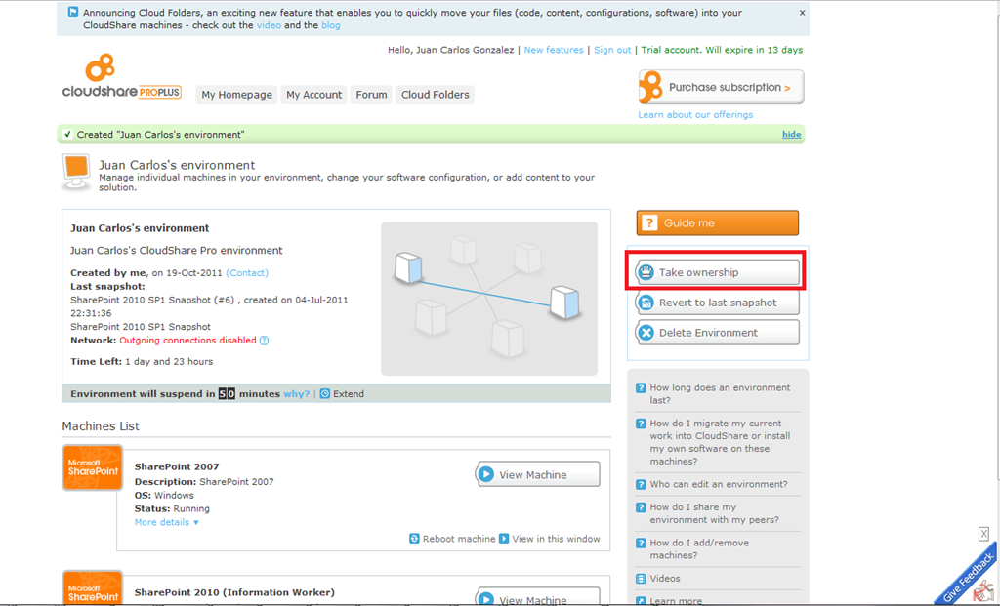 Announcing Cloud Folders, an exciting new feature that enables you to quickly move your files (code, content, configurations, software) into your
CloudShare machines - check out the video and the blog
x
Hello, Juan Carlos Gonzalez | New features | Sign out | Trial account. Will expire in 13 days
cloudshare PROPLUS
My Homepage My Account Forum Cloud Folders
Purchase subscription >
Learn about our offerings
Created "Juan Carlos's environment"
hide
Juan Carlos's environment
Manage individual machines in your environment, change your software configuration, or add content to your
solution.
Juan Carlos's environment
Juan Carlos's CloudShare Pro environment
Created by me, on 19-Oct-2011 (Contact)
Last snapshot:
SharePoint 2010 SP1 Snapshot (#6) , created on 04-Jul-2011
22:31:36
SharePoint 2010 SP1 Snapshot
Network: Outgoing connections disabled ?
Time Left: 1 day and 23 hours
Environment will suspend in 50 minutes why? | Extend
? Guide me
Take ownership
Revert to last snapshot
Delete Environment
? How long does an environment
last?
? How do I migrate my current
work into CloudShare or install
my own software on these
machines?
? Who can edit an environment?
? How do I share my
environment with my peers?
? How do I add/remove
machines?
Videos
Learn more
Machines List
Microsoft
SharePoint
SharePoint 2007
Description: SharePoint 2007
OS: Windows
Status: Running
More details ▼
View Machine
Reboot machine View in this window
Microsoft
SharePoint
SharePoint 2010 (Information Worker)
View Machine
X
Give Feedback